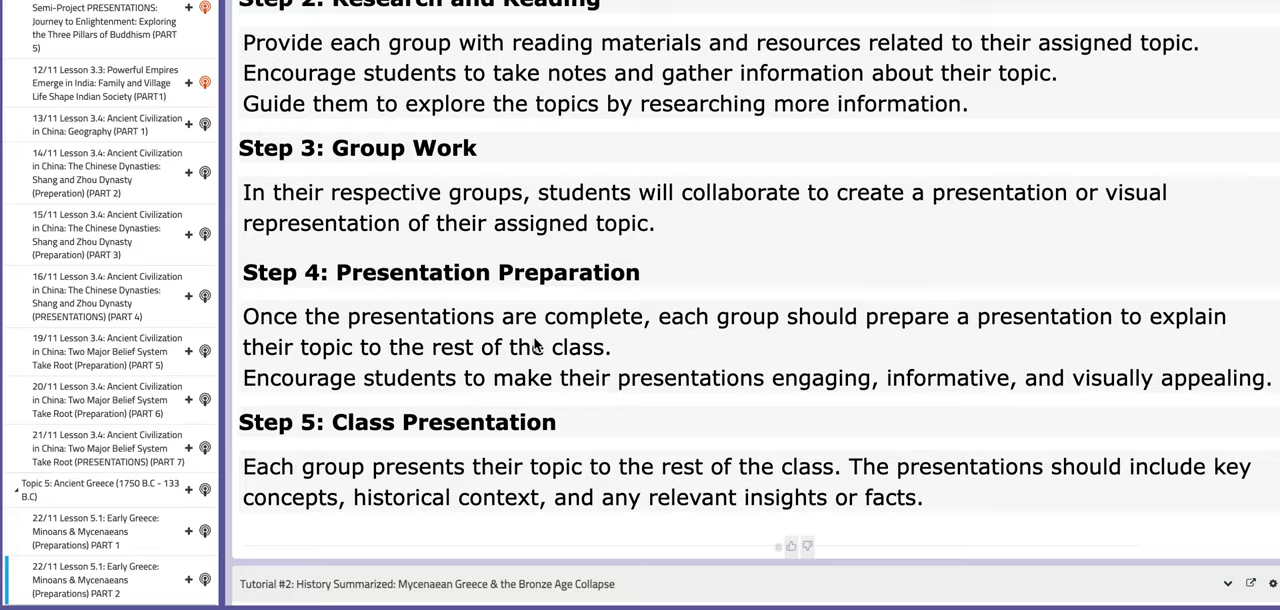 Semi-Project PRESENTATIONS:
Journey to Enlightenment: Exploring
the Three Pillars of Buddhism (PART
5)
12/11 Lesson 3.3: Powerful Empires
Emerge in India: Family and Village
Life Shape Indian Society (PART1)
13/11 Lesson 3.4: Ancient Civilization
in China: Geography (PART 1)
14/11 Lesson 3.4: Ancient Civilization
in China: The Chinese Dynasties:
Shang and Zhou Dynasty
(Preperation) (PART 2)
15/11 Lesson 3.4: Ancient Civilization
in China: The Chinese Dynasties:
Shang and Zhou Dynasty
(Preparation) (PART 3)
16/11 Lesson 3.4: Ancient Civilization
in China: The Chinese Dynasties:
Shang and Zhou Dynasty
(PRESENTATIONS) (PART 4)
19/11 Lesson 3.4: Ancient Civilization
in China: Two Major Belief System
Take Root (Preparation) (PART 5)
20/11 Lesson 3.4: Ancient Civilization
in China: Two Major Belief System
Take Root (Preparation) (PART 6)
21/11 Lesson 3.4: Ancient Civilization
in China: Two Major Belief System
Take Root (PRESENTATIONS) (PART 7)
Topic 5: Ancient Greece (1750 B.C - 133
B.C)
22/11 Lesson 5.1: Early Greece:
Minoans & Mycenaeans
(Preparations) PART 1
22/11 Lesson 5.1: Early Greece:
Minoans & Mycenaeans
(Preparations) PART 2
Step 2: Research and Reading
Provide each group with reading materials and resources related to their assigned topic.
Encourage students to take notes and gather information about their topic.
Guide them to explore the topics by researching more information.
Step 3: Group Work
In their respective groups, students will collaborate to create a presentation or visual
representation of their assigned topic.
Step 4: Presentation Preparation
Once the presentations are complete, each group should prepare a presentation to explain
their topic to the rest of the class.
Encourage students to make their presentations engaging, informative, and visually appealing.
Step 5: Class Presentation
Each group presents their topic to the rest of the class. The presentations should include key
concepts, historical context, and any relevant insights or facts.
Tutorial #2: History Summarized: Mycenaean Greece & the Bronze Age Collapse